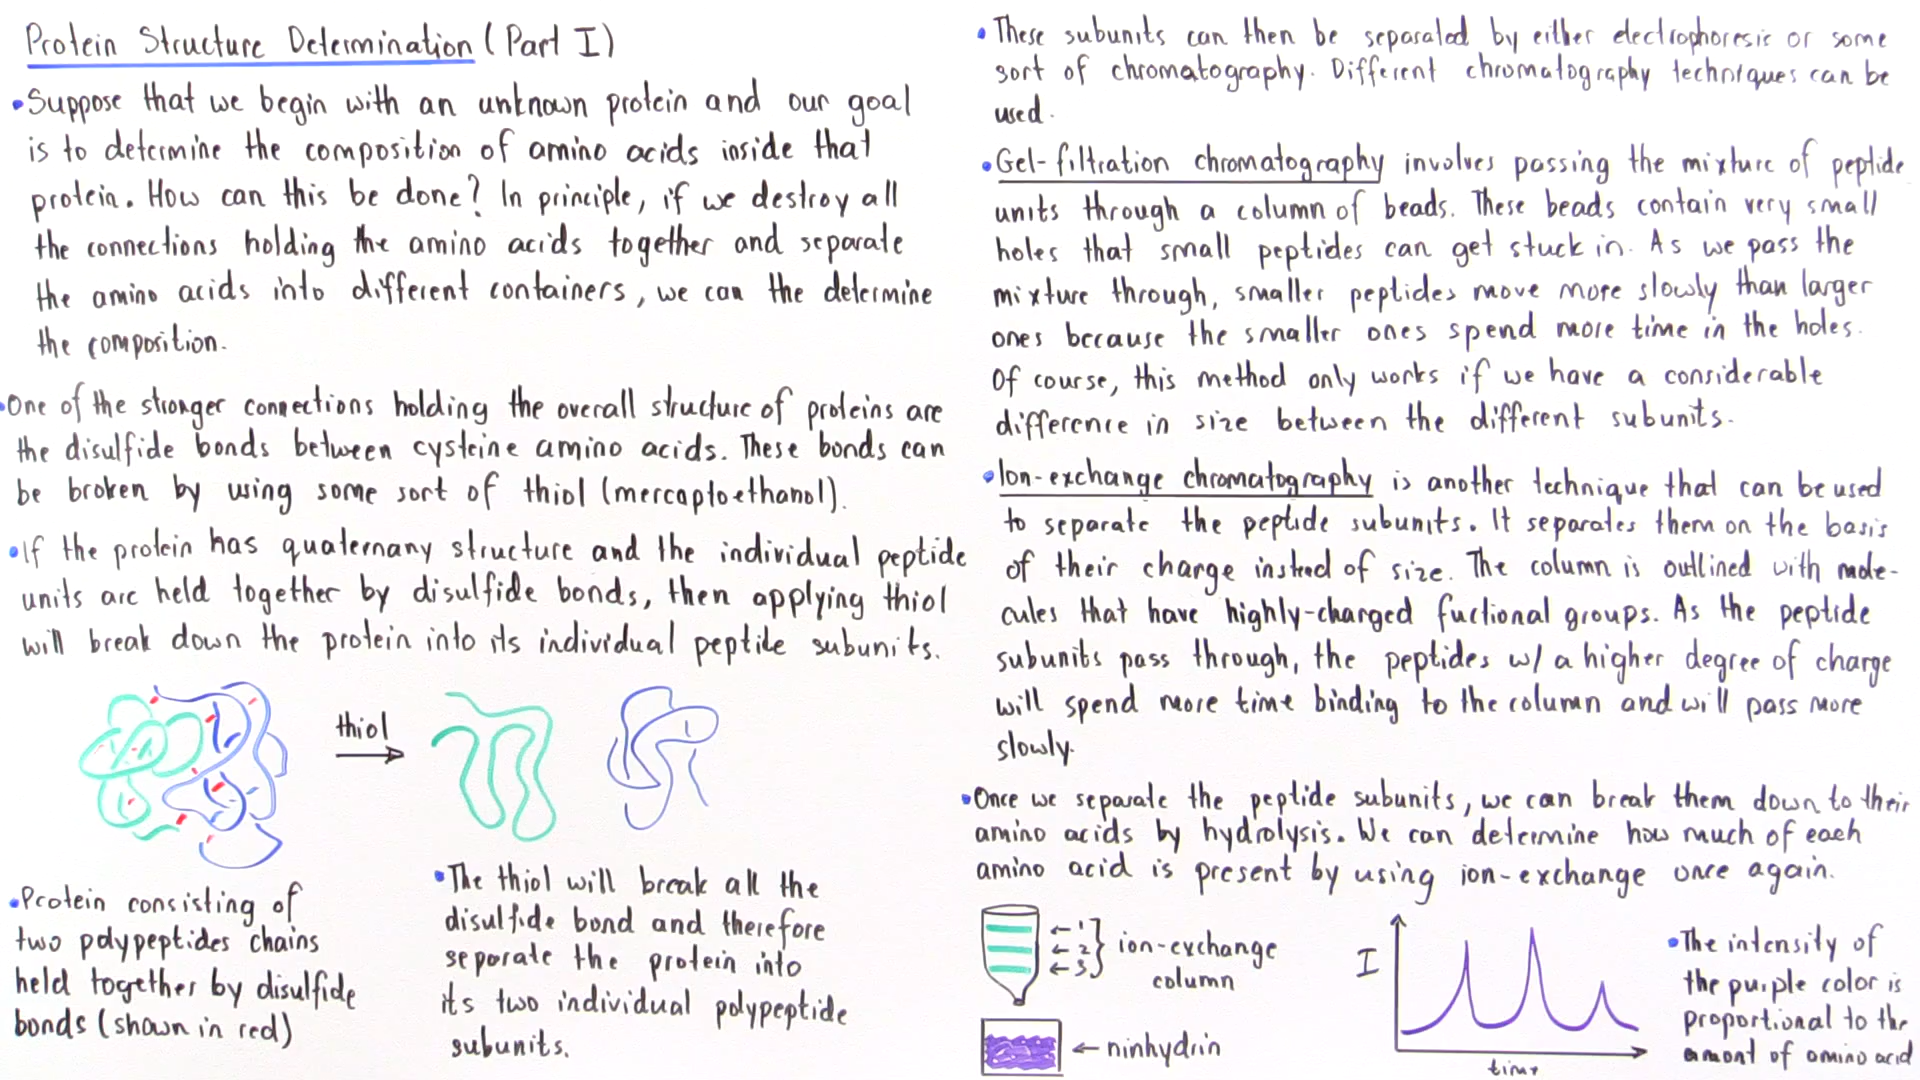 Protein Structure Determination (Part I)
•Suppose that we begin with an unknown protein and our goal
is to determine the composition of amino acids inside that
protein. How can this be done? In principle, if we destroy all
the connections holding the amino acids together and separate
the amino acids into different containers, we can the determine
the composition.
•One of the stronger connections holding the overall structure of proteins are
the disulfide bonds between cysteine amino acids. These bonds can
be broken by using some sort of thiol (mercaptoethanol).
•If the protein has quaternany structure and the individual peptide
units are held together by disulfide bonds, then applying thiol
will break down the protein into its individual peptide subunits.
thiol
•Protein consisting of
two polypeptides chains
held together by disulfide
bonds (shown in red)
•The thiol will break all the
disulfide bond and therefore
separate the protein into
its two individual polypeptide
subunits.
•These subunits can then be separated by either electrophoresis or some
sort of chromatography. Different chromatography techniques can be
used.
•Gel-filtration chromatography involves passing the mixture of peptide
units through a column of beads. These beads contain very small
holes that small peptides can get stuck in. As we pass the
mixture through, smaller peptides move more slowly than larger
ones because the smaller ones spend more time in the holes.
Of course, this method only works if we have a considerable
difference in size between the different subunits.
•Ion-exchange chromatography is another technique that can be used
to separate the peptide subunits. It separates them on the basis
of their charge instead of size. The column is outlined with mole-
cules that have highly-charged fuctional groups. As the peptide
subunits pass through, the peptides w/ a higher degree of charge
will spend more time binding to the column and will pass more
slowly.
•Once we separate the peptide subunits, we can break them down to their
amino acids by hydrolysis. We can determine how much of each
amino acid is present by using ion-exchange once again.
←1
←2
←3
ion-exchange
column
←ninhydrin
I
time
•The intensity of
the purple color is
proportional to the
amont of amino acid